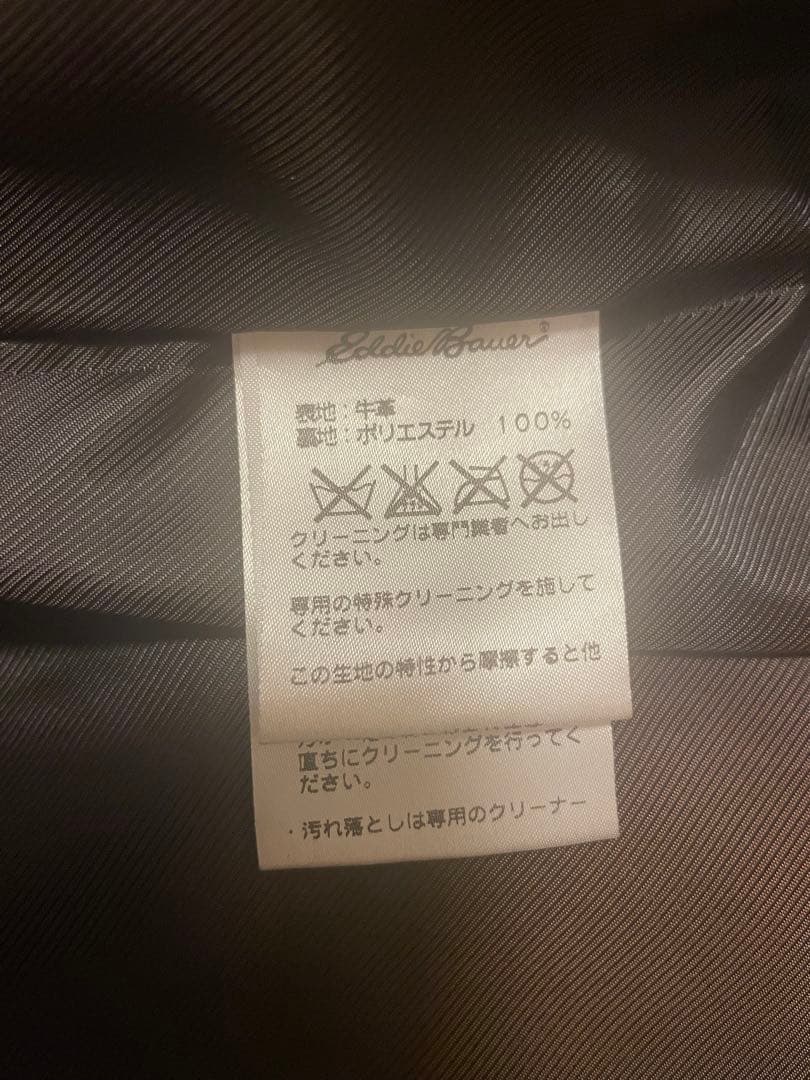 Eddie Bauer®
表地：牛革
裏地：ポリエステル 100%
クリーニングは専門業者へお出し
ください。
専用の特殊クリーニングを施して
ください。
この生地の特性から摩擦すると他
直ちにクリーニングを行ってく
ださい。
・汚れ落としは専用のクリーナー